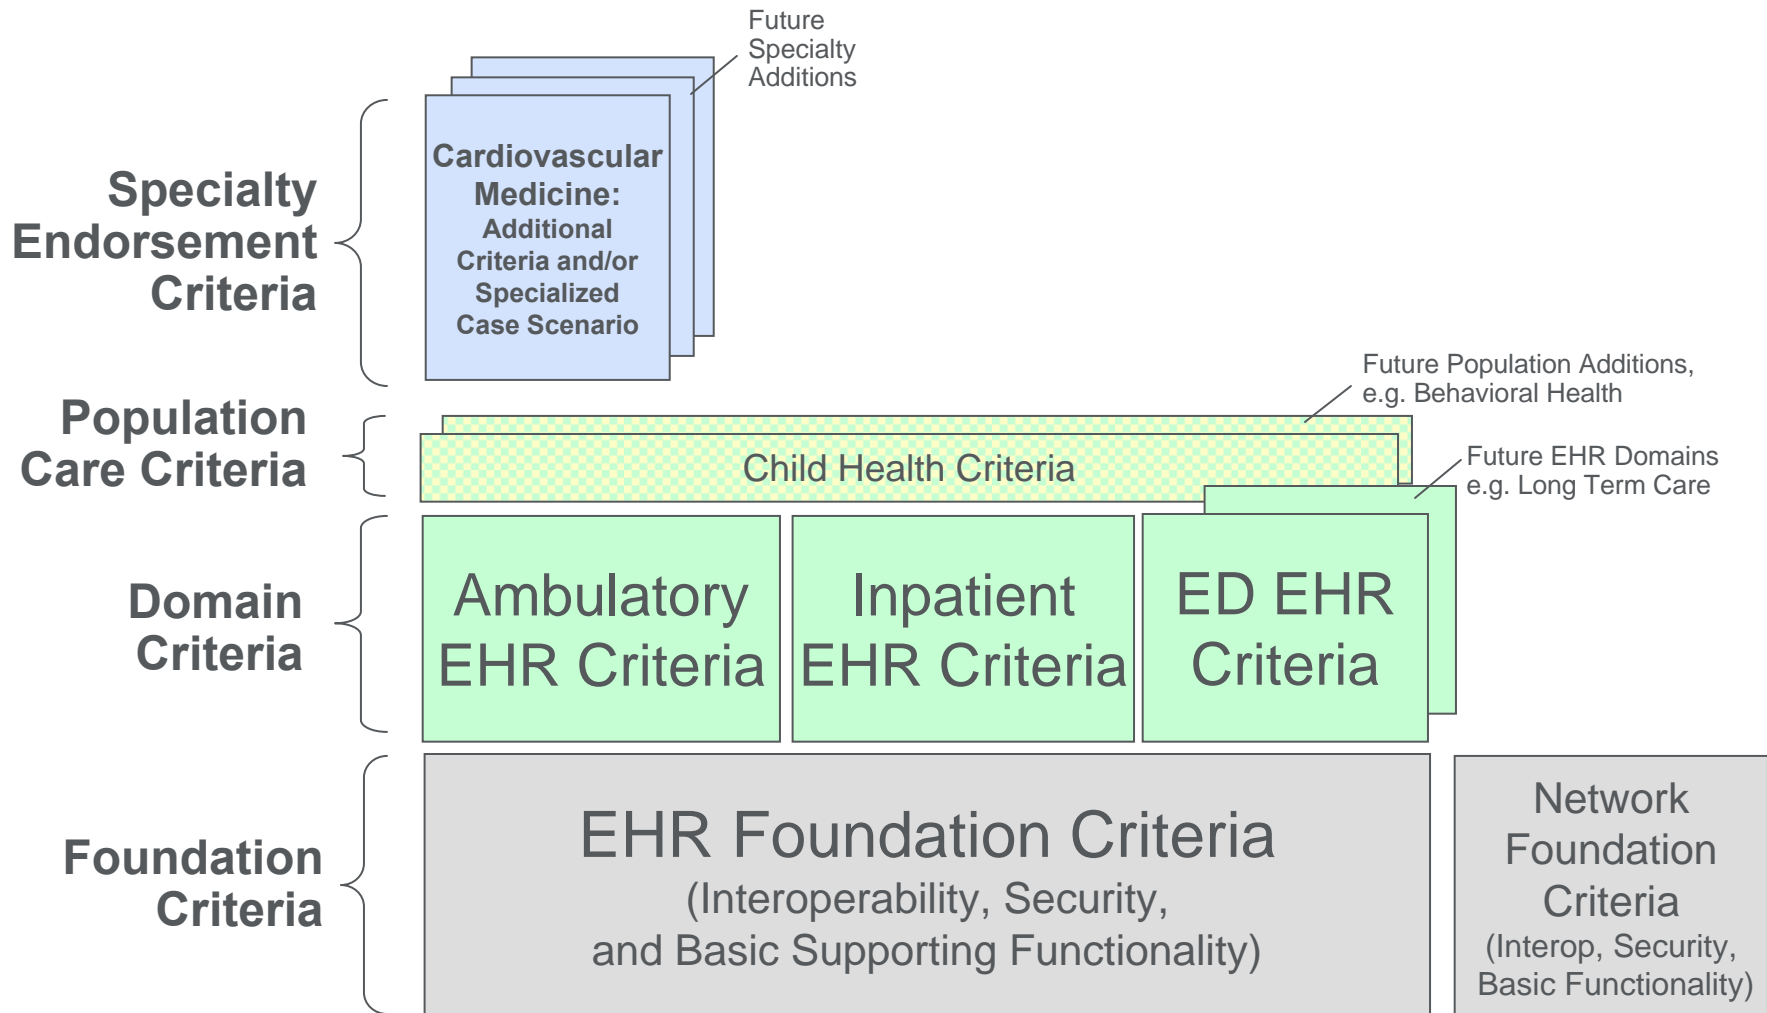 Future
Specialty
Additions
Specialty
Endorsement
Criteria
Cardiovascular
Medicine:
Additional
Criteria and/or
Specialized
Case Scenario
Future Population Additions,
e.g. Behavioral Health
Population
Care Criteria
Child Health Criteria
Future EHR Domains
e.g. Long Term Care
Domain
Criteria
Ambulatory
EHR Criteria
Inpatient
EHR Criteria
ED EHR
Criteria
Foundation
Criteria
EHR Foundation Criteria
(Interoperability, Security,
and Basic Supporting Functionality)
Network
Foundation
Criteria
(Interop, Security,
Basic Functionality)